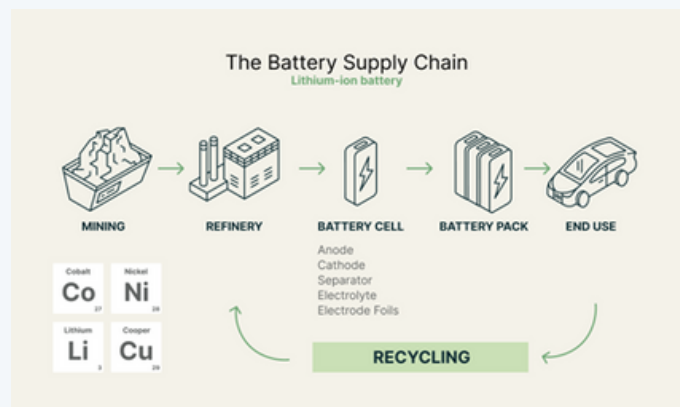 The Battery Supply Chain
Lithium-ion battery
MINING
REFINERY
BATTERY CELL
BATTERY PACK
END USE
Anode
Cathode
Separator
Electrolyte
Electrode Foils
Cobalt
Co
27
Nickel
Ni
28
Lithium
Li
3
Cooper
Cu
29
RECYCLING